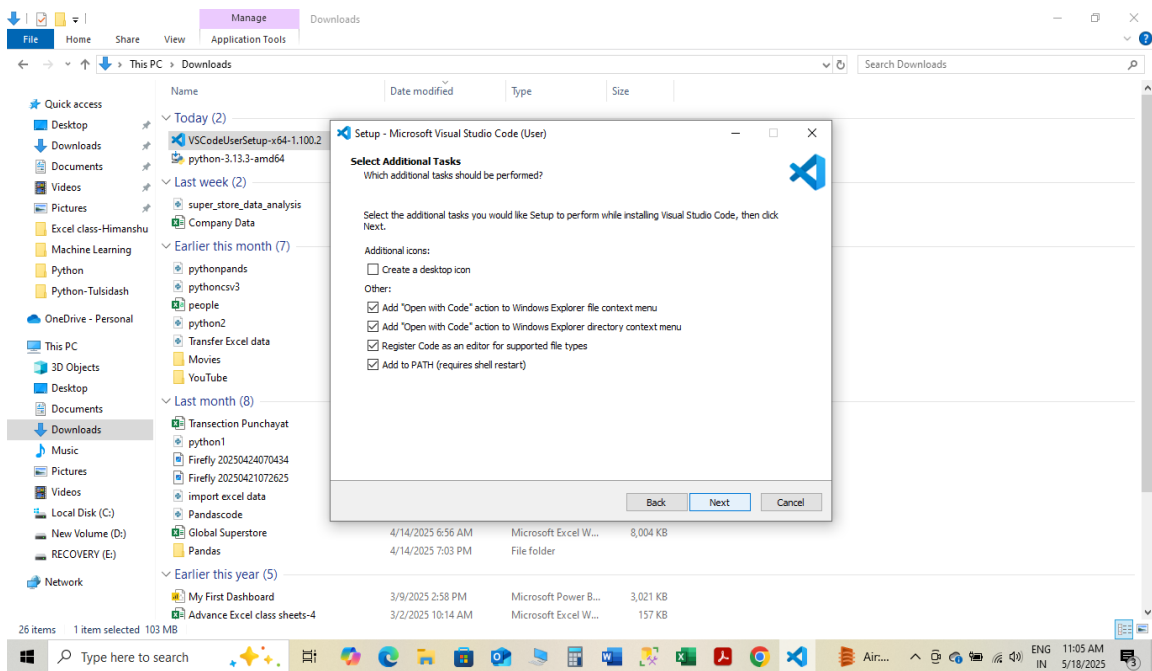 Manage
Downloads
File
Home
Share
View
Application Tools
This PC > Downloads
Search Downloads
Name
Date modified
Type
Size
Quick access
Desktop
Downloads
Documents
Videos
Pictures
Excel class-Himanshu
Machine Learning
Python
Python-Tulsidash
OneDrive - Personal
This PC
3D Objects
Desktop
Documents
Downloads
Music
Pictures
Videos
Local Disk (C:)
New Volume (D:)
RECOVERY (E:)
Network
Today (2)
VSCodeUserSetup-x64-1.100.2
python-3.13.3-amd64
Last week (2)
super_store_data_analysis
Company Data
Earlier this month (7)
pythonpands
pythoncsv3
people
python2
Transfer Excel data
Movies
YouTube
Last month (8)
Transection Punchayat
python1
Firefly 20250424070434
Firefly 20250421072625
import excel data
Pandascode
Global Superstore 4/14/2025 6:56 AM Microsoft Excel W... 8,004 KB
Pandas 4/14/2025 7:03 PM File folder
Earlier this year (5)
My First Dashboard 3/9/2025 2:58 PM Microsoft Power B... 3,021 KB
Advance Excel class sheets-4 3/2/2025 10:14 AM Microsoft Excel W... 157 KB
Setup - Microsoft Visual Studio Code (User)
Select Additional Tasks
Which additional tasks should be performed?
Select the additional tasks you would like Setup to perform while installing Visual Studio Code, then click
Next.
Additional icons:
Create a desktop icon
Other:
Add "Open with Code" action to Windows Explorer file context menu
Add "Open with Code" action to Windows Explorer directory context menu
Register Code as an editor for supported file types
Add to PATH (requires shell restart)
Back
Next
Cancel
26 items 1 item selected 103 MB
Type here to search
Air:...
ENG
IN
11:05 AM
5/18/2025
3